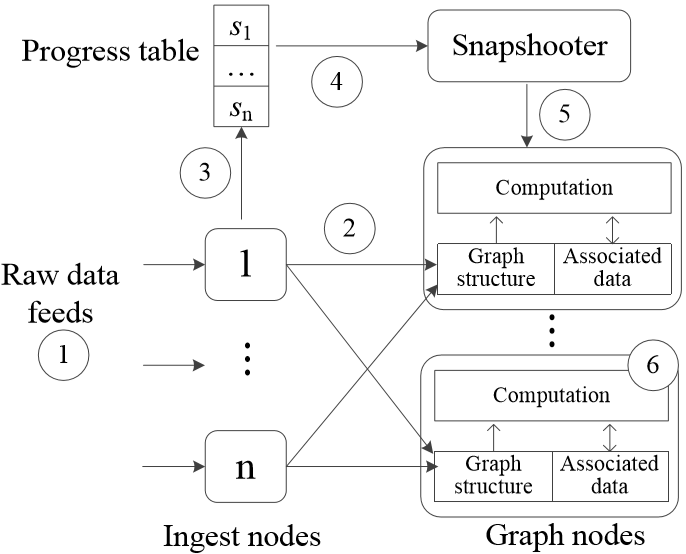 Progress table
s1
...
sn
4
Snapshooter
5
3
Computation
2
Graph structure
Associated data
1
Raw data
feeds
1
6
Computation
n
Graph
structure
Associated
data
Ingest nodes
Graph nodes